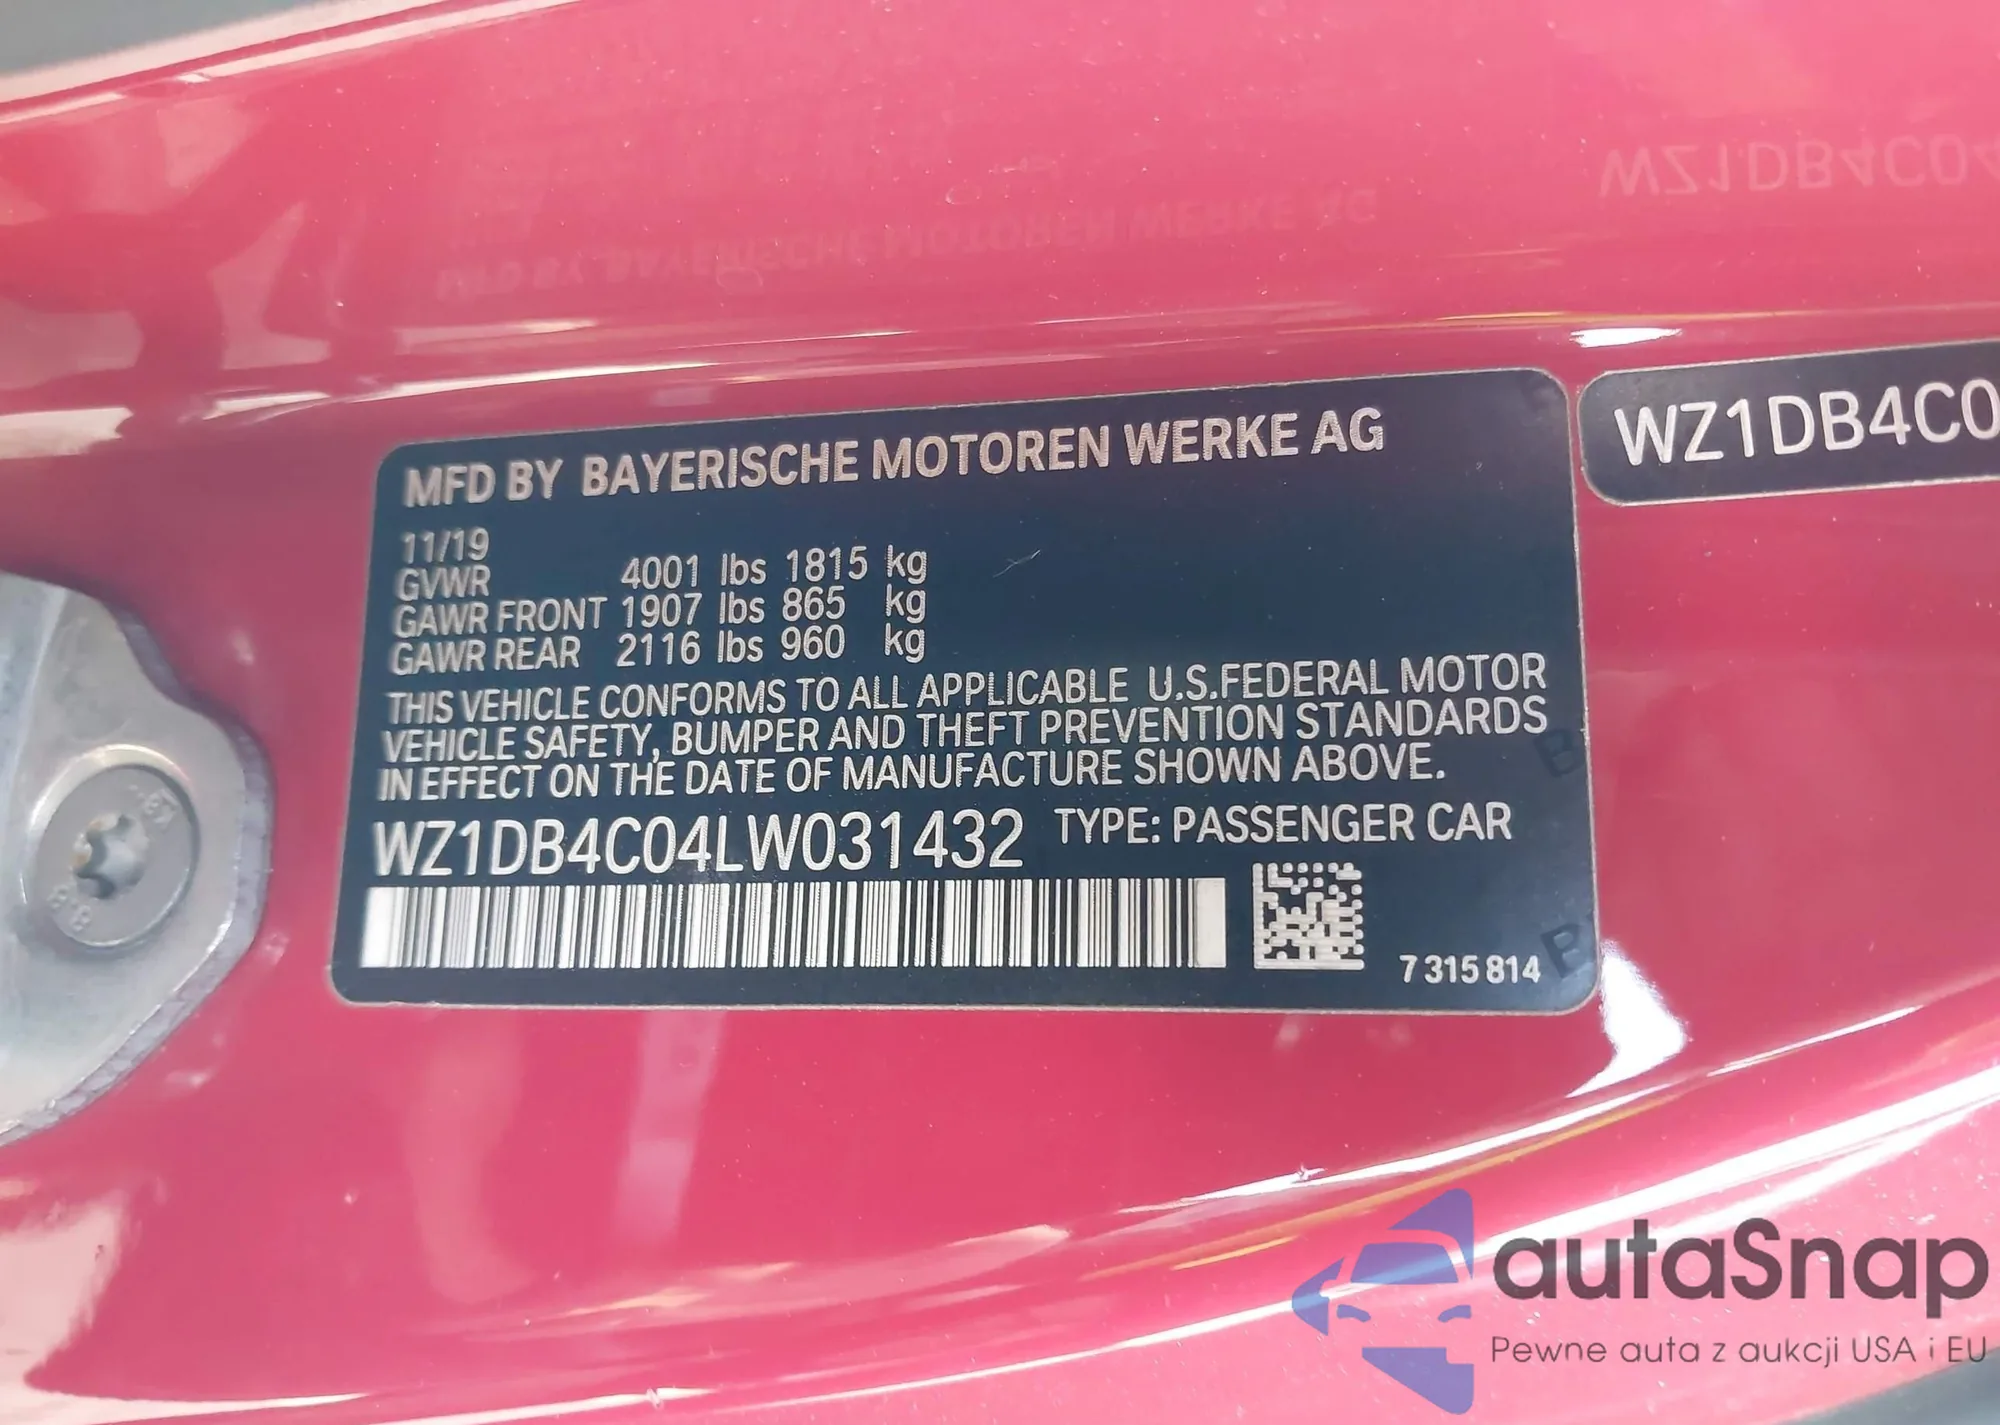 MFD BY BAYERISCHE MOTOREN WERKE AG
11/19
GVWR 4001 lbs 1815 kg
GAWR FRONT 1907 lbs 865 kg
GAWR REAR 2116 lbs 960 kg
THIS VEHICLE CONFORMS TO ALL APPLICABLE U.S.FEDERAL MOTOR
VEHICLE SAFETY, BUMPER AND THEFT PREVENTION STANDARDS
IN EFFECT ON THE DATE OF MANUFACTURE SHOWN ABOVE.
WZ1DB4C04LW031432 TYPE: PASSENGER CAR
7 315 814
WZ1DB4C0
8.8
autaSnap
Pewne auta z aukcji USA i EU